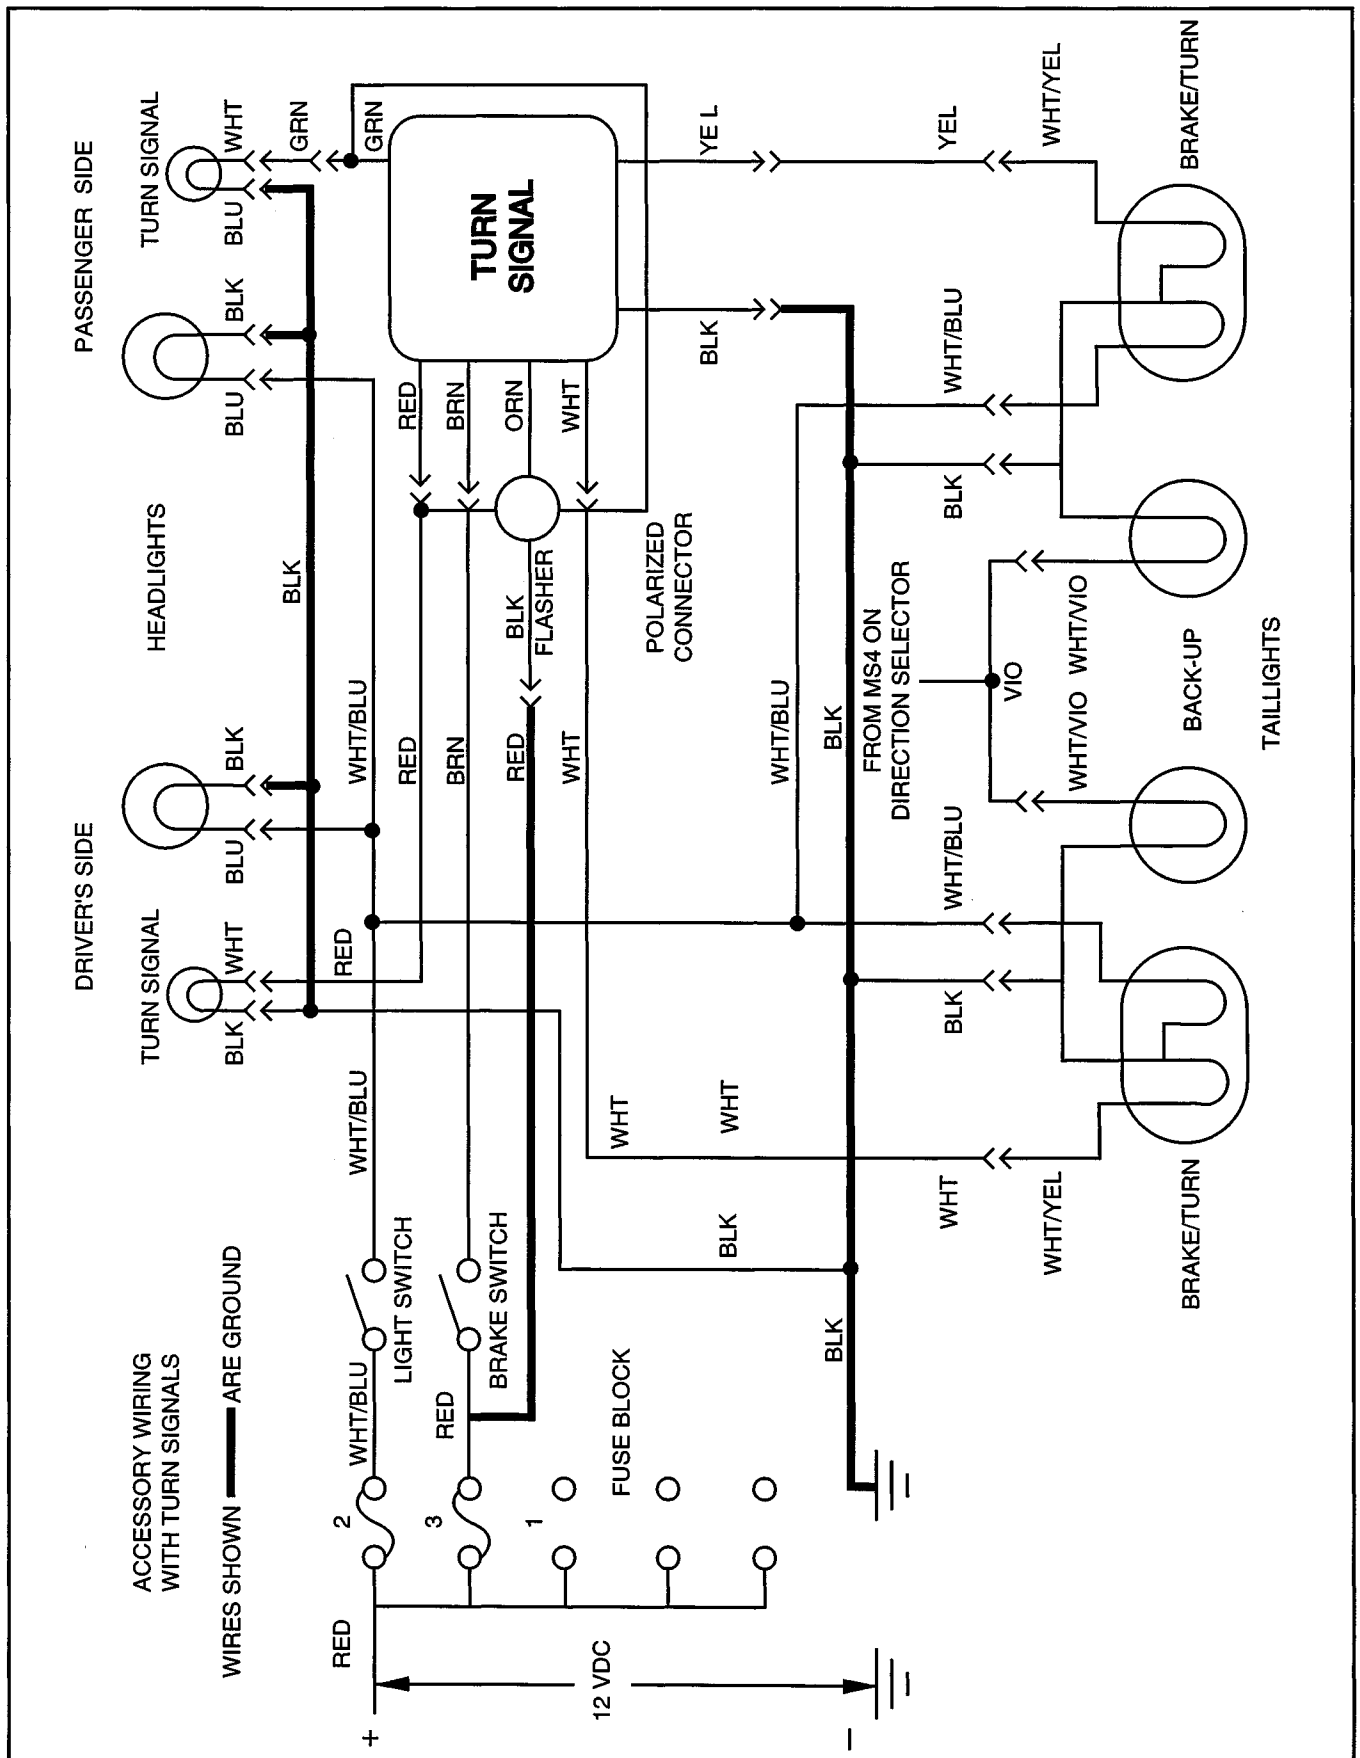 ACCESSORY WIRING
WITH TURN SIGNALS
WIRES SHOWN ARE GROUND
DRIVER'S SIDE
HEADLIGHTS
PASSENGER SIDE
TURN SIGNAL
TURN SIGNAL
BLK
WHT
BLU
BLK
BLU
BLK
BLU
WHT
GRN
GRN
BLK
RED
+
RED
2
WHT/BLU
LIGHT SWITCH
WHT/BLU
WHT/BLU
3
RED
BRAKE SWITCH
RED
RED
BRN
BRN
RED
BLK
FLASHER
ORN
WHT
WHT
TURN
SIGNAL
1
FUSE BLOCK
POLARIZED
CONNECTOR
12 VDC
WHT
WHT
BLK
BLK
YE L
WHT/BLU
BLK
BLK
–
FROM MS4 ON
DIRECTION SELECTOR
WHT
BLK
WHT/BLU
BLK
WHT/BLU
YEL
VIO
WHT/YEL
WHT/VIO
WHT/VIO
WHT/YEL
BRAKE/TURN
BACK-UP
BRAKE/TURN
TAILLIGHTS